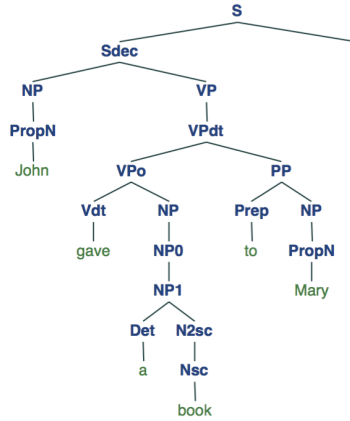 S
Sdec
NP VP
PropN VPdt
John VPo PP
Vdt NP Prep NP
gave NP0 to PropN
NP1 Mary
Det N2sc
a Nsc
book